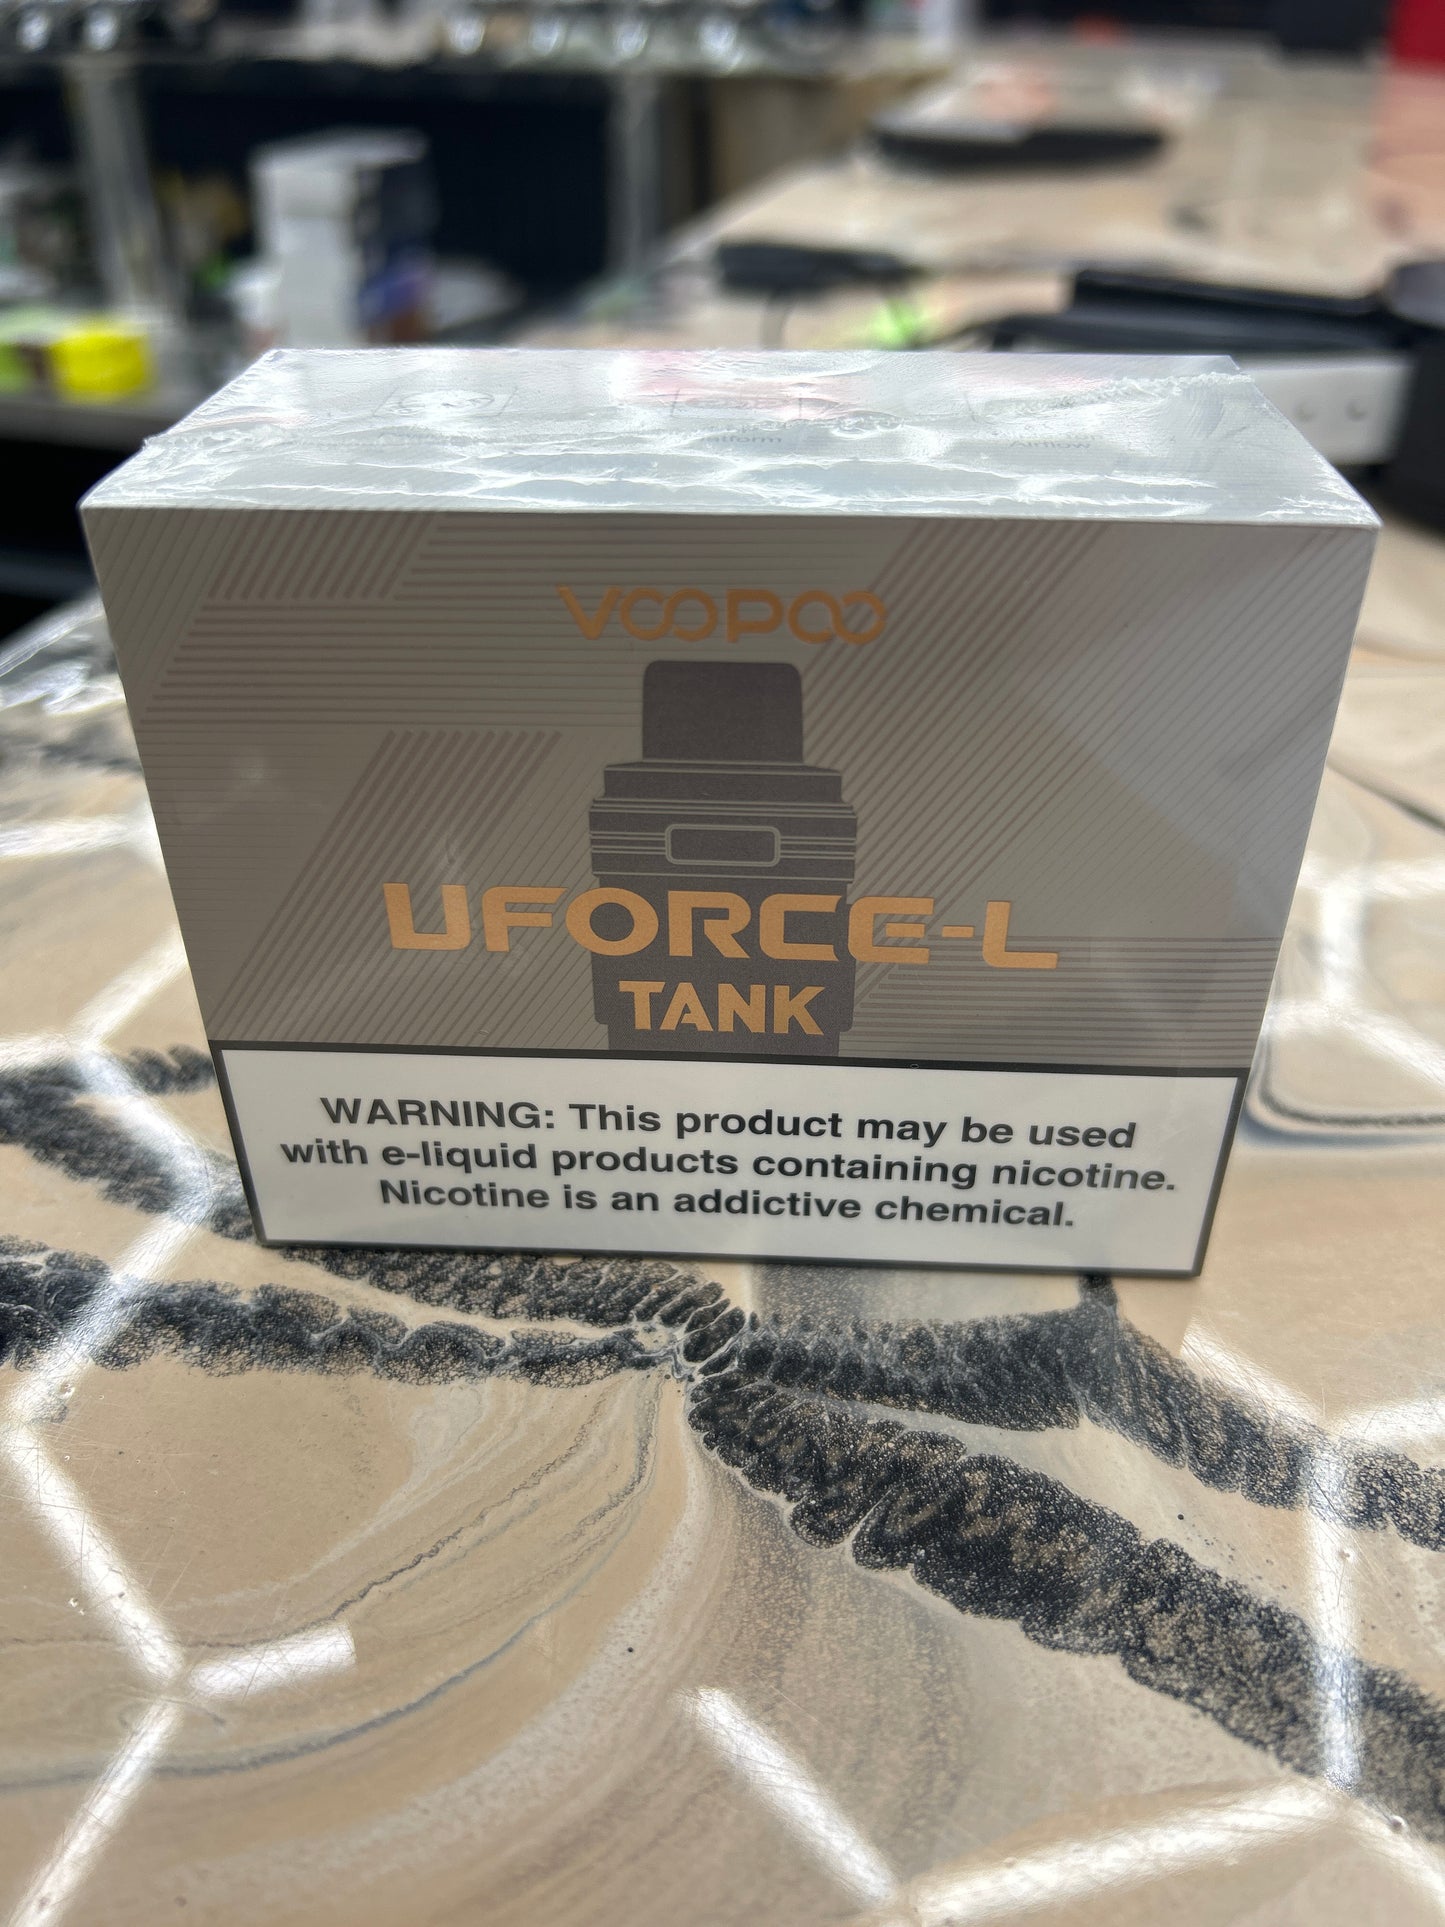 VOOPOO
UFORCE-L
TANK
WARNING: This product may be used
with e-liquid products containing nicotine.
Nicotine is an addictive chemical.